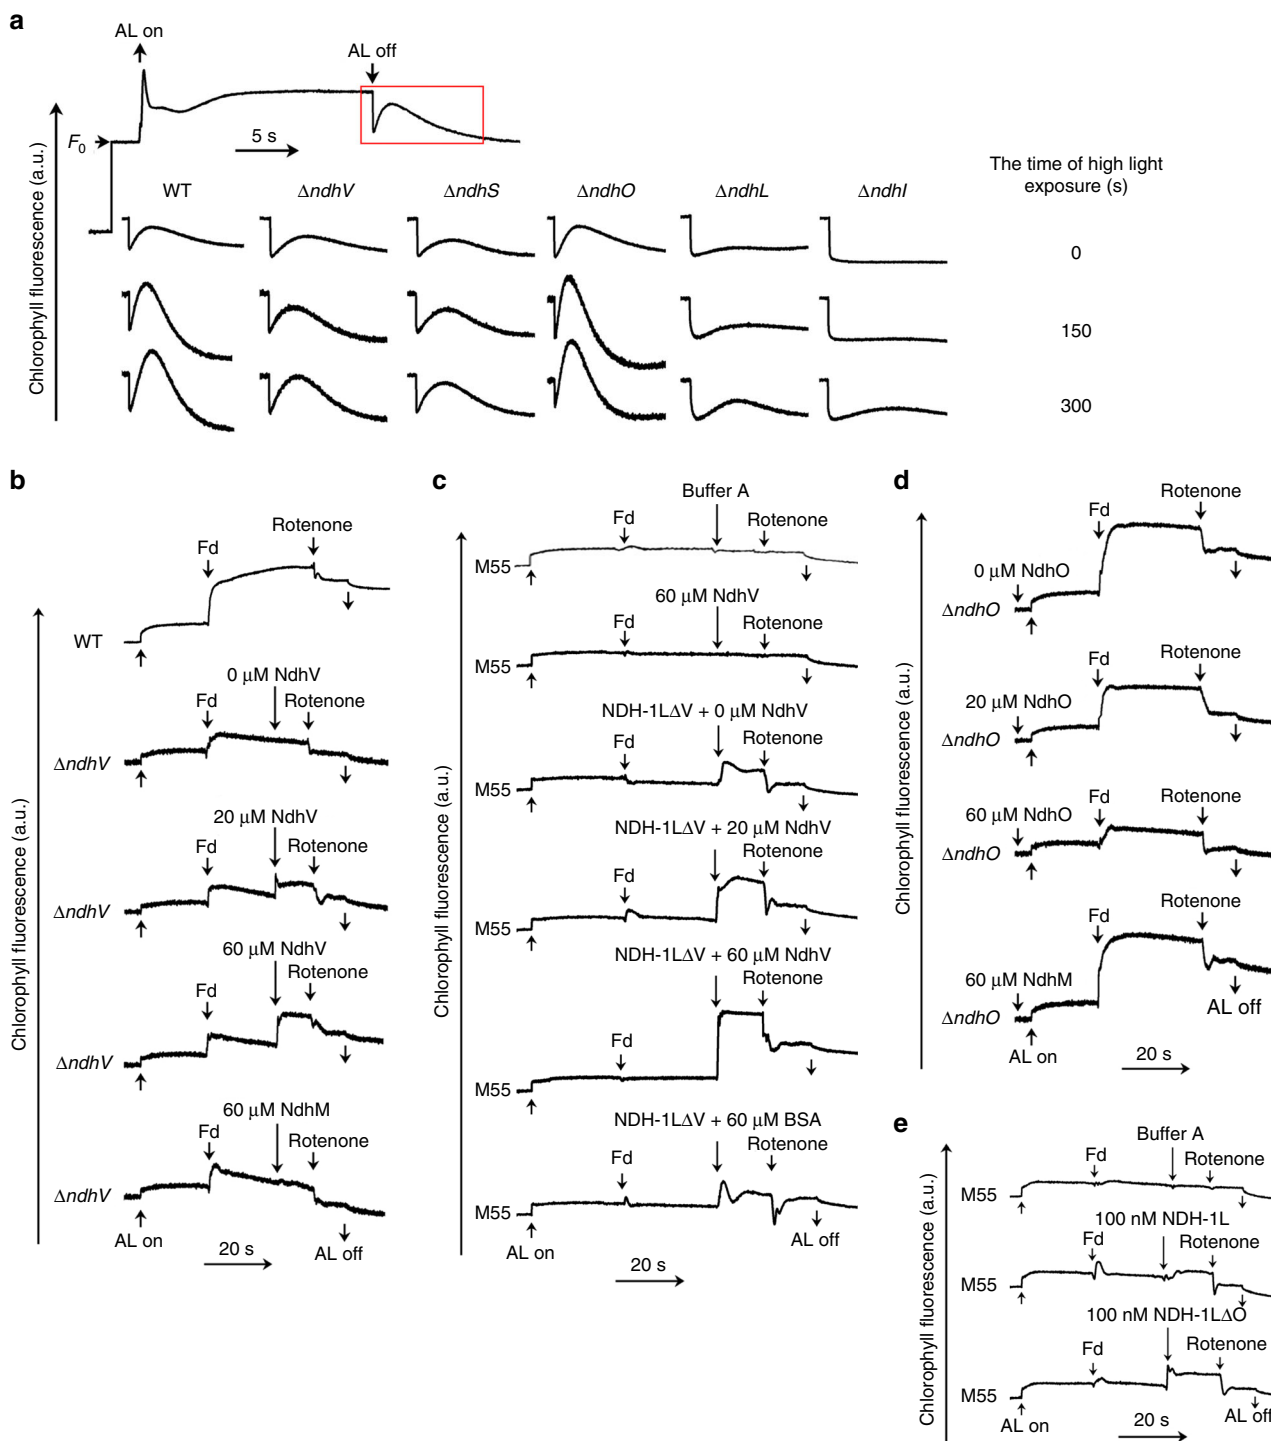 a
AL on
AL off
F0
5 s
Chlorophyll fluorescence (a.u.)
The time of high light
exposure (s)
WT
ΔndhV
ΔndhS
ΔndhO
ΔndhL
ΔndhI
0
150
300
b
Chlorophyll fluorescence (a.u.)
Rotenone
Fd
WT
0 μM NdhV
Fd
Rotenone
ΔndhV
20 μM NdhV
Fd
Rotenone
ΔndhV
60 μM NdhV
Fd
Rotenone
ΔndhV
60 μM NdhM
Fd
Rotenone
ΔndhV
AL on
20 s
AL off
c
Chlorophyll fluorescence (a.u.)
Buffer A
Fd
Rotenone
M55
60 μM NdhV
Fd
Rotenone
M55
NDH-1LΔV + 0 μM NdhV
Fd
Rotenone
M55
NDH-1LΔV + 20 μM NdhV
Fd
Rotenone
M55
NDH-1LΔV + 60 μM NdhV
Fd
Rotenone
M55
NDH-1LΔV + 60 μM BSA
Fd
Rotenone
M55
AL on
AL off
20 s
d
Chlorophyll fluorescence (a.u.)
Rotenone
Fd
0 μM NdhO
ΔndhO
Fd
Rotenone
20 μM NdhO
ΔndhO
Fd
Rotenone
60 μM NdhO
ΔndhO
Fd
Rotenone
60 μM NdhM
ΔndhO
AL off
AL on
20 s
e
Chlorophyll fluorescence (a.u.)
Buffer A
Fd
Rotenone
M55
100 nM NDH-1L
Fd
Rotenone
M55
100 nM NDH-1LΔO
Fd
Rotenone
M55
AL on
20 s
AL off